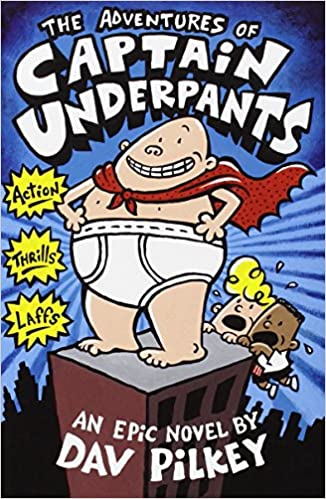 THE ADVENTURES OF
CAPTAIN
UNDERPANTS
Action
THRILLS
LAFFS
AN EPIC NOVEL BY
DAV PILKEY